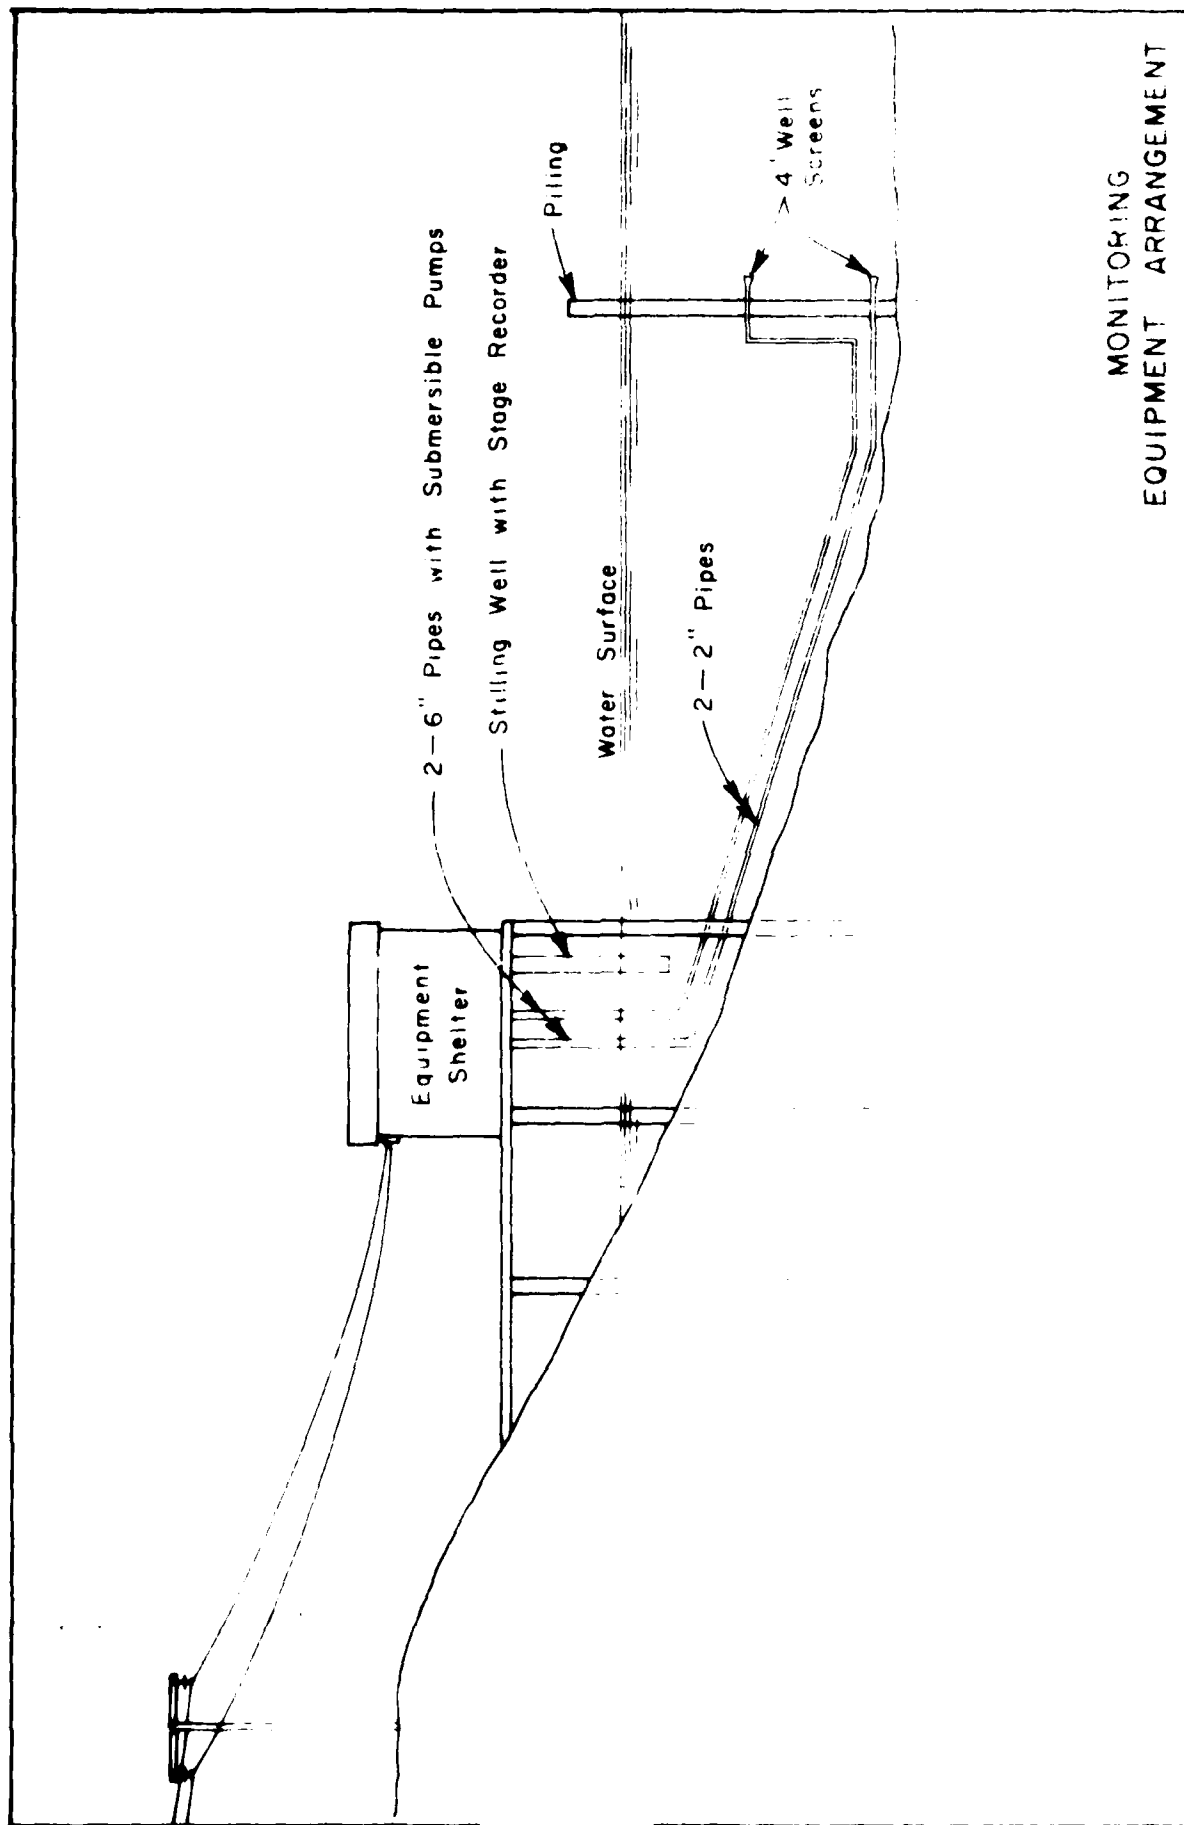 2-6" Pipes with Submersible Pumps
Stilling Well with Stage Recorder
Piling
Equipment
Shelter
Water Surface
4' Well
Screens
2-2" Pipes
MONITORING
EQUIPMENT ARRANGEMENT